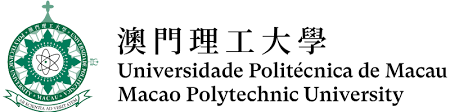 澳門理工大學
Universidade Politécnica de Macau
Macao Polytechnic University